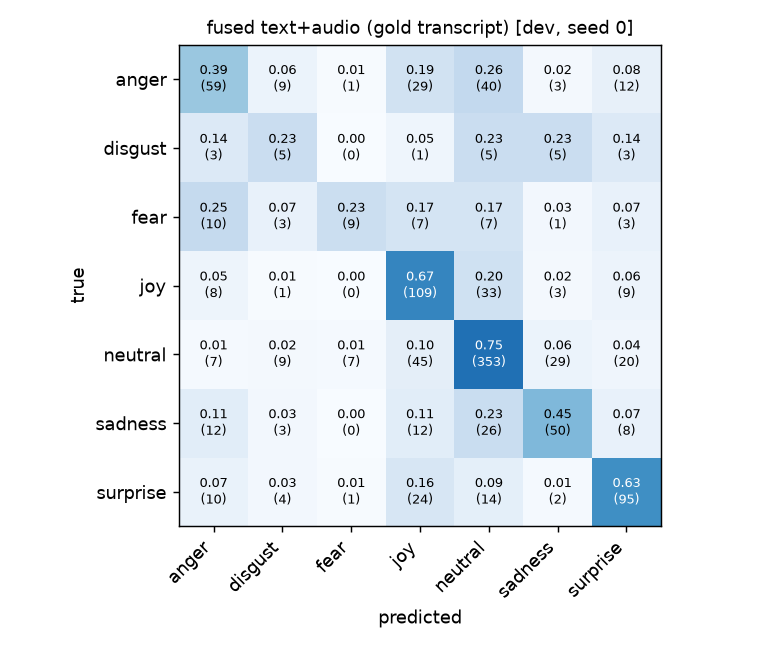 fused text+audio (gold transcript) [dev, seed 0]
anger 0.39 0.06 0.01 0.19 0.26 0.02 0.08
(59) (9) (1) (29) (40) (3) (12)
disgust 0.14 0.23 0.00 0.05 0.23 0.23 0.14
(3) (5) (0) (1) (5) (5) (3)
fear 0.25 0.07 0.23 0.17 0.17 0.03 0.07
(10) (3) (9) (7) (7) (1) (3)
true
joy 0.05 0.01 0.00 0.67 0.20 0.02 0.06
(8) (1) (0) (109) (33) (3) (9)
neutral 0.01 0.02 0.01 0.10 0.75 0.06 0.04
(7) (9) (7) (45) (353) (29) (20)
sadness 0.11 0.03 0.00 0.11 0.23 0.45 0.07
(12) (3) (0) (12) (26) (50) (8)
surprise 0.07 0.03 0.01 0.16 0.09 0.01 0.63
(10) (4) (1) (24) (14) (2) (95)
anger disgust fear joy neutral sadness surprise
predicted